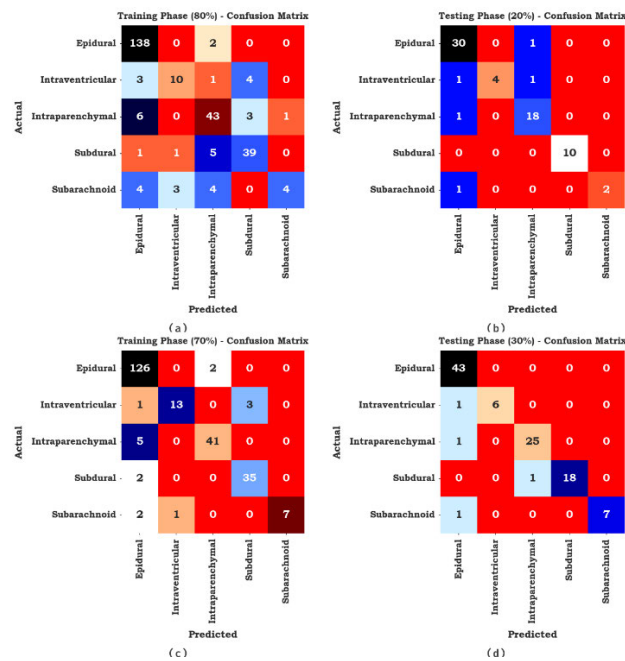 Training Phase (80%) - Confusion Matrix
Actual
Epidural 138 0 2 0 0
Intraventricular 3 10 1 4 0
Intraparenchymal 6 0 43 3 1
Subdural 1 1 5 39 0
Subarachnoid 4 3 4 0 4
Epidural Intraventricular Intraparenchymal Subdural Subarachnoid
Predicted
(a)
Testing Phase (20%) - Confusion Matrix
Actual
Epidural 30 0 1 0 0
Intraventricular 1 4 1 0 0
Intraparenchymal 1 0 18 0 0
Subdural 0 0 0 10 0
Subarachnoid 1 0 0 0 2
Epidural Intraventricular Intraparenchymal Subdural Subarachnoid
Predicted
(b)
Training Phase (70%) - Confusion Matrix
Actual
Epidural 126 0 2 0 0
Intraventricular 1 13 0 3 0
Intraparenchymal 5 0 41 0 0
Subdural 2 0 0 35 0
Subarachnoid 2 1 0 0 7
Epidural Intraventricular Intraparenchymal Subdural Subarachnoid
Predicted
(c)
Testing Phase (30%) - Confusion Matrix
Actual
Epidural 43 0 0 0 0
Intraventricular 1 6 0 0 0
Intraparenchymal 1 0 25 0 0
Subdural 0 0 1 18 0
Subarachnoid 1 0 0 0 7
Epidural Intraventricular Intraparenchymal Subdural Subarachnoid
Predicted
(d)